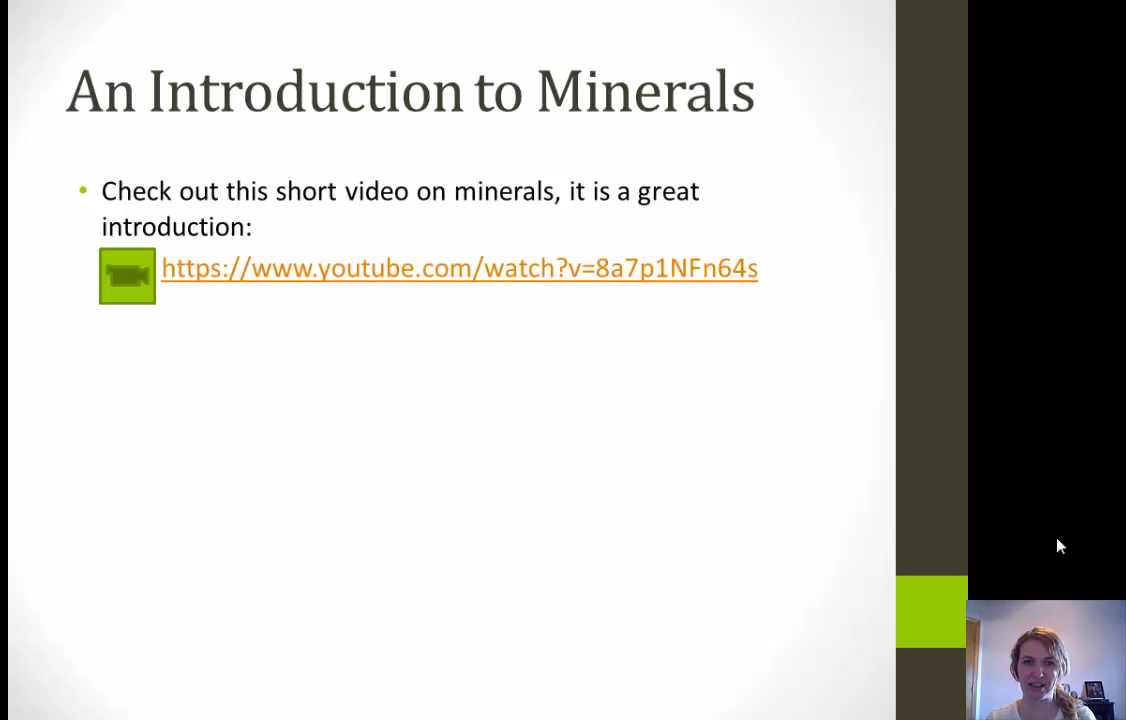 An Introduction to Minerals
• Check out this short video on minerals, it is a great
introduction:
https://www.youtube.com/watch?v=8a7p1NFn64s